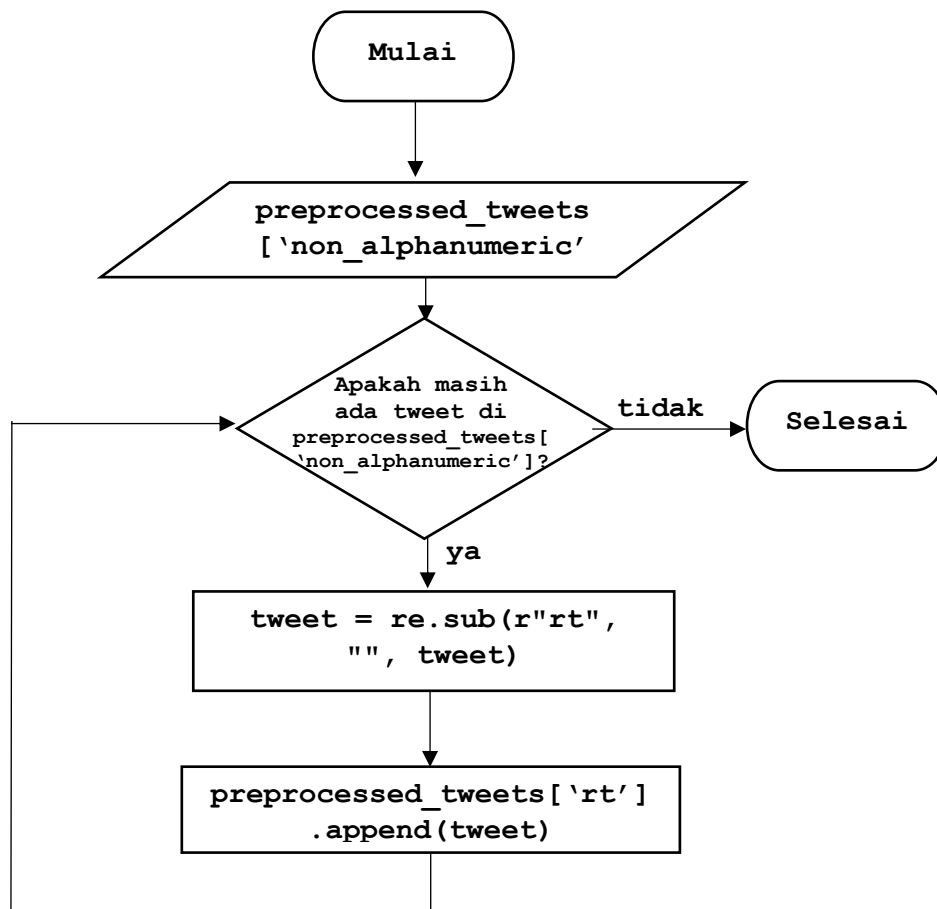 Mulai
preprocessed_tweets
[‘non_alphanumeric’
Apakah masih
ada tweet di
preprocessed_tweets[
‘non_alphanumeric’]?
tidak
Selesai
ya
tweet = re.sub(r"rt",
"", tweet)
preprocessed_tweets[‘rt’]
.append(tweet)